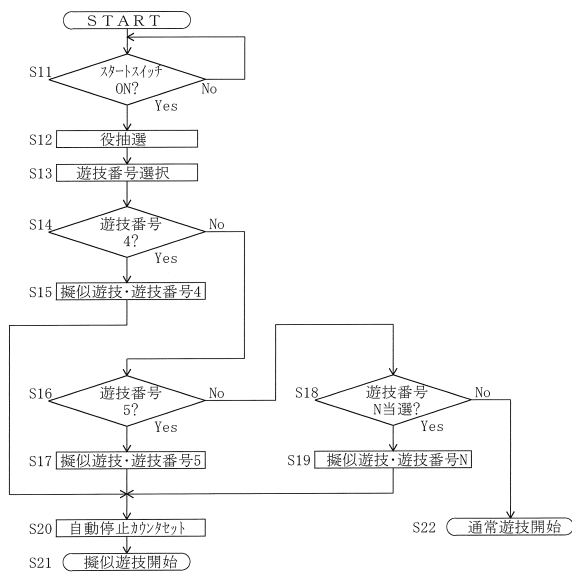 START
S11
スタートスイッチ
ON?
No
Yes
S12
役抽選
S13
遊技番号選択
S14
遊技番号
4?
No
Yes
S15
擬似遊技・遊技番号4
S16
遊技番号
5?
No
Yes
S17
擬似遊技・遊技番号5
S18
遊技番号
N当選?
No
Yes
S19
擬似遊技・遊技番号N
S20
自動停止カウンタセット
S21
擬似遊技開始
S22
通常遊技開始